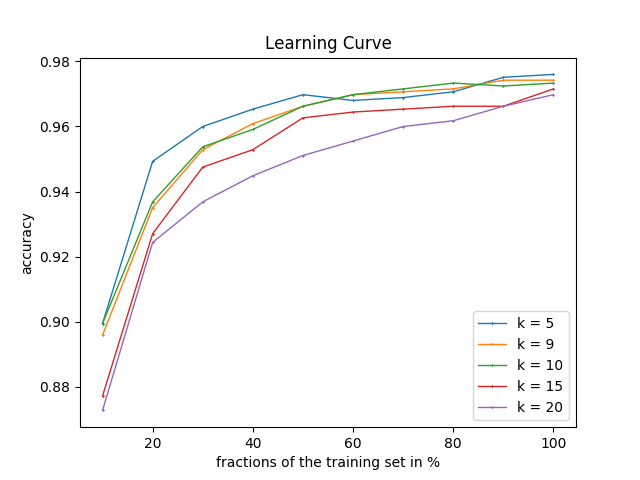 Learning Curve
0.98
0.96
0.94
0.92
0.90
0.88
accuracy
k = 5
k = 9
k = 10
k = 15
k = 20
20
40
60
80
100
fractions of the training set in %